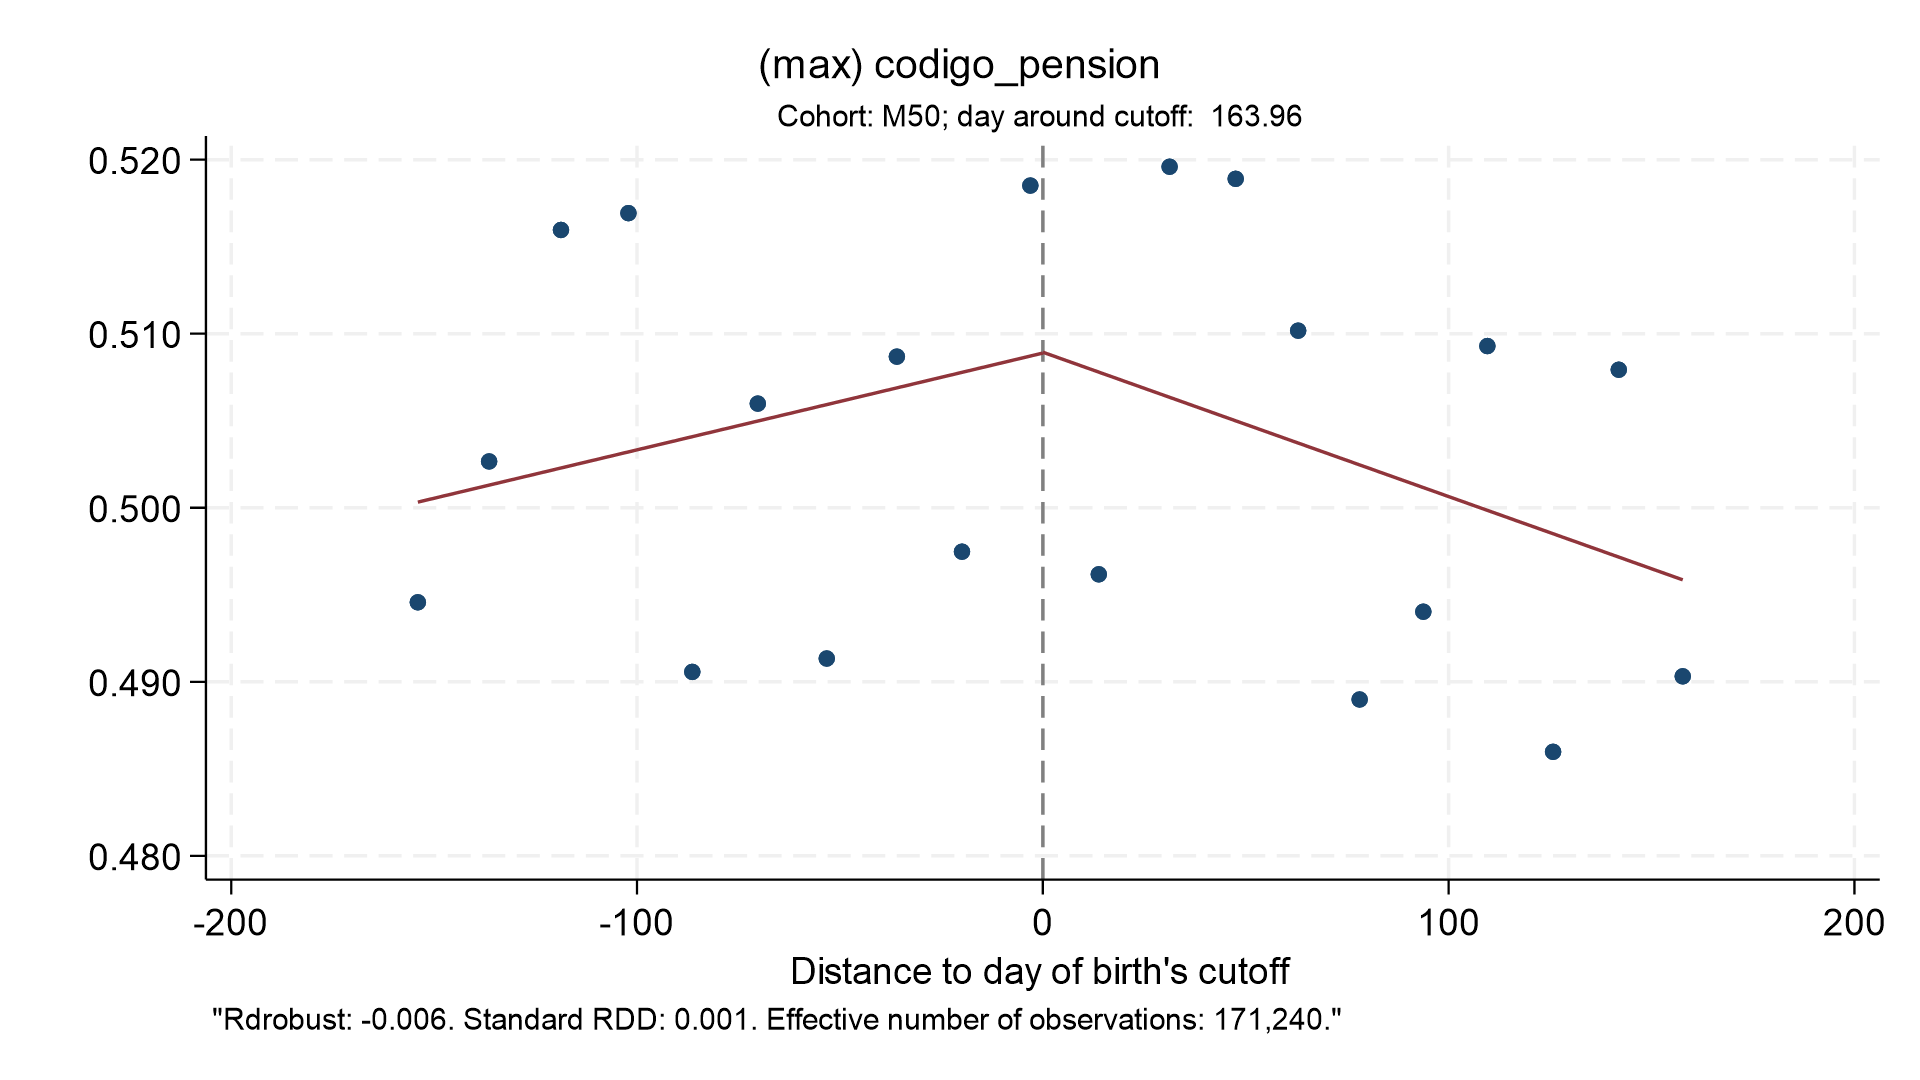 (max) codigo_pension
Cohort: M50; day around cutoff:  163.96
0.520
0.510
0.500
0.490
0.480
-200 -100 0 100 200
Distance to day of birth's cutoff
"Rdrobust: -0.006. Standard RDD: 0.001. Effective number of observations: 171,240."